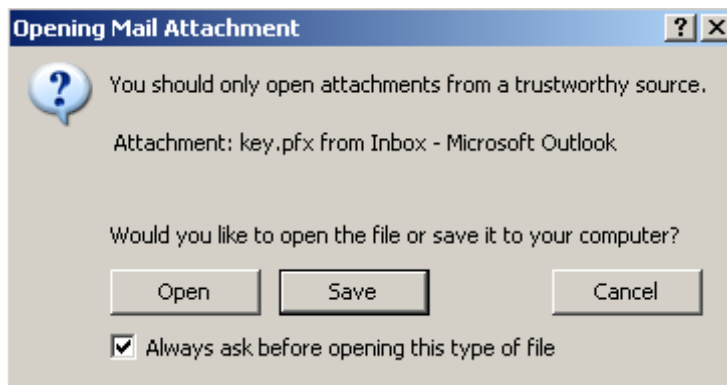 Opening Mail Attachment
You should only open attachments from a trustworthy source.
Attachment: key.pfx from Inbox - Microsoft Outlook
Would you like to open the file or save it to your computer?
Open Save Cancel
Always ask before opening this type of file